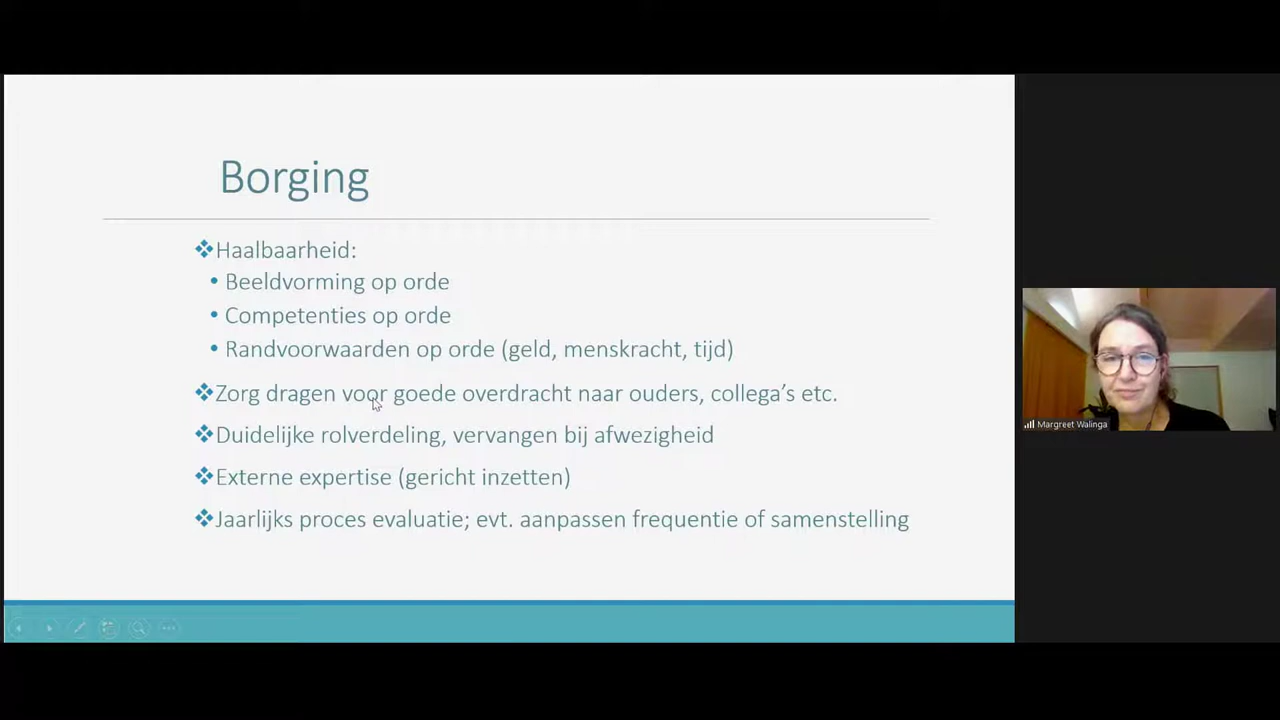 Borging
Haalbaarheid:
Beeldvorming op orde
Competenties op orde
Randvoorwaarden op orde (geld, menskracht, tijd)
Zorg dragen voor goede overdracht naar ouders, collega's etc.
Duidelijke rolverdeling, vervangen bij afwezigheid
Externe expertise (gericht inzetten)
Jaarlijks proces evaluatie; evt. aanpassen frequentie of samenstelling
Margreet Walinga